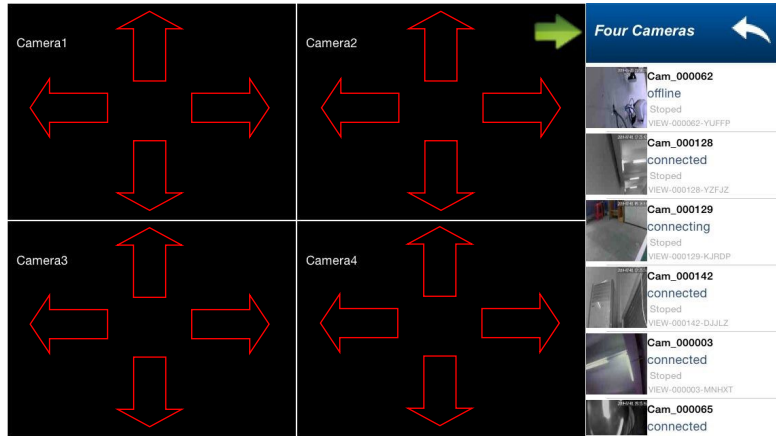 Camera1
Camera2
Camera3
Camera4
Four Cameras
Cam_000062
offline
Stoped
VIEW-000062-YUFFP
Cam_000128
connected
Stoped
VIEW-000128-YZFJZ
Cam_000129
connecting
Stoped
VIEW-000129-KJRDP
Cam_000142
connected
Stoped
VIEW-000142-DJJLZ
Cam_000003
connected
Stoped
VIEW-000003-MNHXT
Cam_000065
connected